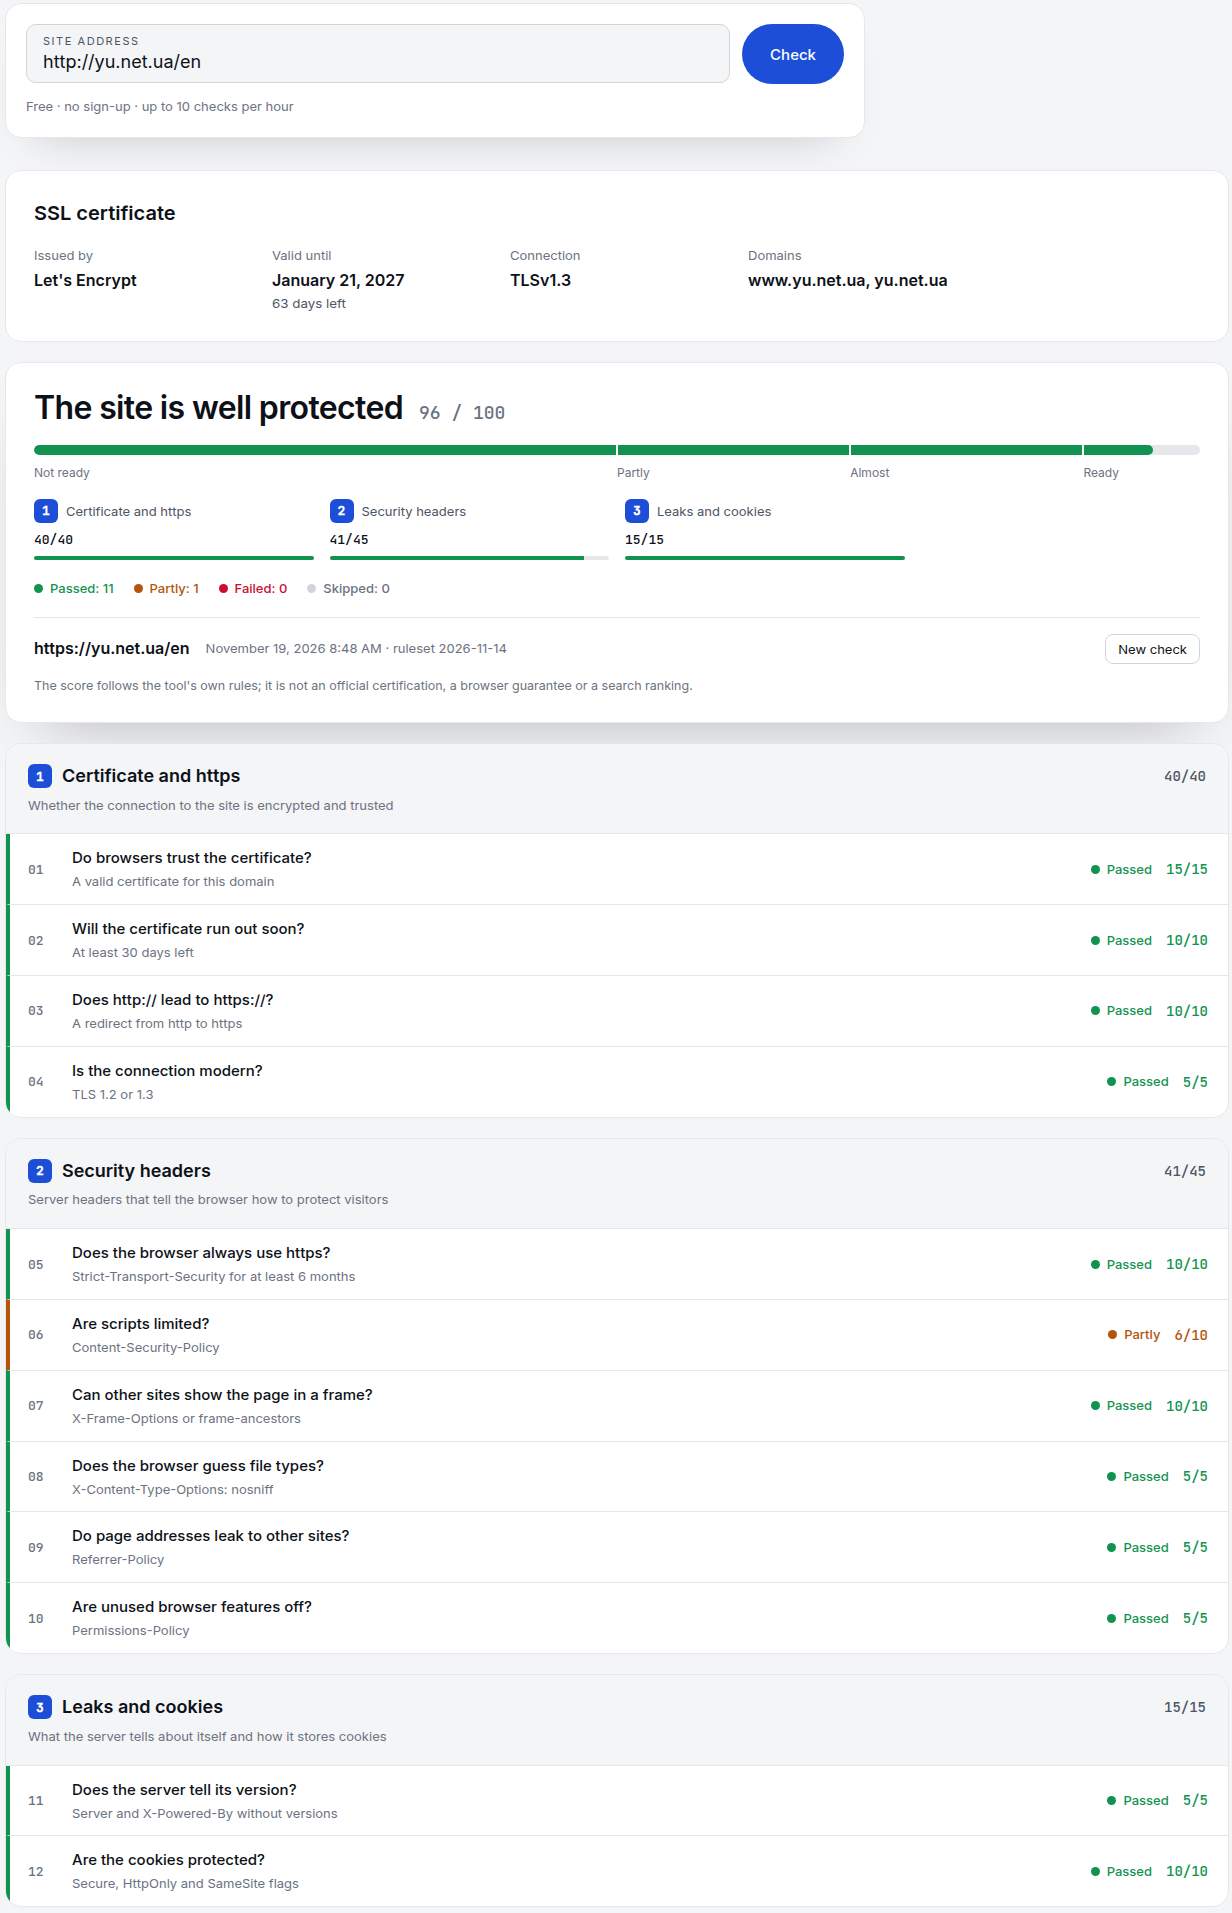 SITE ADDRESS
http://yu.net.ua/en
Check
Free · no sign-up · up to 10 checks per hour
SSL certificate
Issued by
Let's Encrypt
Valid until
January 21, 2027
63 days left
Connection
TLSv1.3
Domains
www.yu.net.ua, yu.net.ua
The site is well protected 96 / 100
Not ready Partly Almost Ready
1 Certificate and https
40/40
2 Security headers
41/45
3 Leaks and cookies
15/15
Passed: 11 Partly: 1 Failed: 0 Skipped: 0
https://yu.net.ua/en November 19, 2026 8:48 AM · ruleset 2026-11-14
New check
The score follows the tool's own rules; it is not an official certification, a browser guarantee or a search ranking.
1 Certificate and https 40/40
Whether the connection to the site is encrypted and trusted
01 Do browsers trust the certificate?
A valid certificate for this domain
Passed 15/15
02 Will the certificate run out soon?
At least 30 days left
Passed 10/10
03 Does http:// lead to https://?
A redirect from http to https
Passed 10/10
04 Is the connection modern?
TLS 1.2 or 1.3
Passed 5/5
2 Security headers 41/45
Server headers that tell the browser how to protect visitors
05 Does the browser always use https?
Strict-Transport-Security for at least 6 months
Passed 10/10
06 Are scripts limited?
Content-Security-Policy
Partly 6/10
07 Can other sites show the page in a frame?
X-Frame-Options or frame-ancestors
Passed 10/10
08 Does the browser guess file types?
X-Content-Type-Options: nosniff
Passed 5/5
09 Do page addresses leak to other sites?
Referrer-Policy
Passed 5/5
10 Are unused browser features off?
Permissions-Policy
Passed 5/5
3 Leaks and cookies 15/15
What the server tells about itself and how it stores cookies
11 Does the server tell its version?
Server and X-Powered-By without versions
Passed 5/5
12 Are the cookies protected?
Secure, HttpOnly and SameSite flags
Passed 10/10